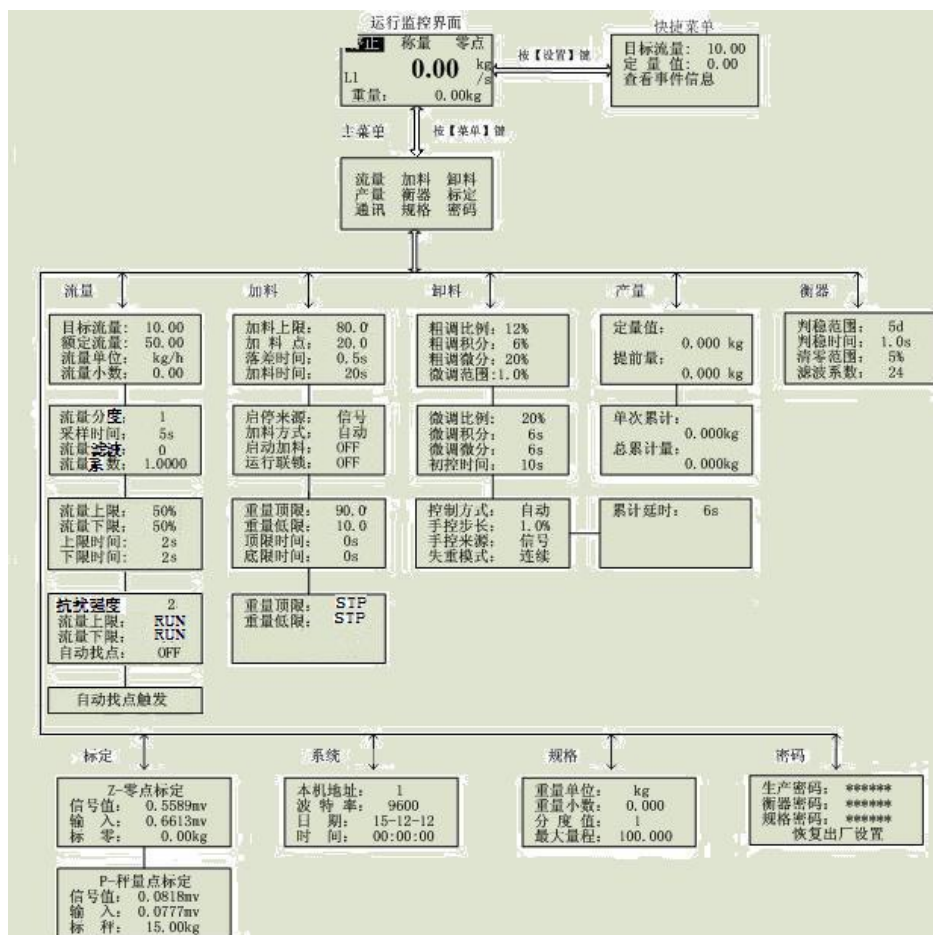 运行监控界面
快捷菜单
称量 零点
0.00 kg/s
L1
重量： 0.00kg
按【设置】键
目标流量： 10.00
定 量 值： 0.00
查看事件信息
主菜单
按【菜单】键
流量 加料 卸料
产量 衡器 标定
通讯 规格 密码
流量
目标流量： 10.00
额定流量： 50.00
流量单位： kg/h
流量小数： 0.00
流量分度： 1
采样时间： 5s
流量滤波： 0
流量系数： 1.0000
流量上限： 50%
流量下限： 50%
上限时间： 2s
下限时间： 2s
抗扰强度 2
流量上限： RUN
流量下限： RUN
自动找点： OFF
自动找点触发
加料
加料上限： 80.0
加 料 点： 20.0
落差时间： 0.5s
加料时间： 20s
启停来源： 信号
加料方式： 自动
启动加料： OFF
运行联锁： OFF
重量顶限： 90.0
重量低限： 10.0
顶限时间： 0s
底限时间： 0s
重量顶限： STP
重量低限： STP
卸料
粗调比例： 12%
粗调积分： 6%
粗调微分： 20%
微调范围：1.0%
微调比例： 20%
微调积分： 6s
微调微分： 6s
初控时间： 10s
控制方式： 自动
手控步长： 1.0%
手控来源： 信号
失重模式： 连续
产量
定量值：
0.000 kg
提前量：
0.000 kg
单次累计：
0.000kg
总累计量：
0.000kg
累计延时： 6s
衡器
判稳范围： 5d
判稳时间： 1.0s
清零范围： 5%
滤波系数： 24
标定
Z-零点标定
信号值： 0.5589mv
输 入： 0.6613mv
标 零： 0.00kg
P-秤量点标定
信号值： 0.0818mv
输 入： 0.0777mv
标 秤： 15.00kg
系统
本机地址： 1
波 特 率： 9600
日 期： 15-12-12
时 间： 00:00:00
规格
重量单位： kg
重量小数： 0.000
分 度 值： 1
最大量程： 100.000
密码
生产密码： ******
衡器密码： ******
规格密码： ******
恢复出厂设置